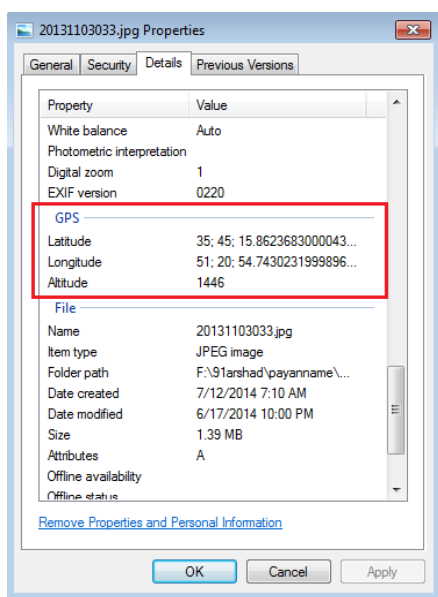 20131103033.jpg Properties
General Security Details Previous Versions
Property Value
White balance Auto
Photometric interpretation
Digital zoom 1
EXIF version 0220
GPS
Latitude 35; 45; 15.8623683000043...
Longitude 51; 20; 54.7430231999896...
Altitude 1446
File
Name 20131103033.jpg
Item type JPEG image
Folder path F:\91arshad\payanname\...
Date created 7/12/2014 7:10 AM
Date modified 6/17/2014 10:00 PM
Size 1.39 MB
Attributes A
Offline availability
Offline status
Remove Properties and Personal Information
OK Cancel Apply